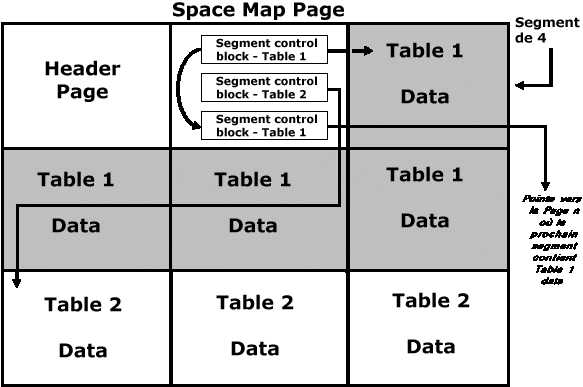 Space Map Page
Segment
de 4
Header
Page
Segment control
block - Table 1
Segment control
block - Table 2
Segment control
block - Table 1
Table 1
Data
Table 1
Data
Table 1
Data
Table 1
Data
Pointe vers
la Page n
où le
prochain
segment
contient
Table 1
data
Table 2
Data
Table 2
Data
Table 2
Data